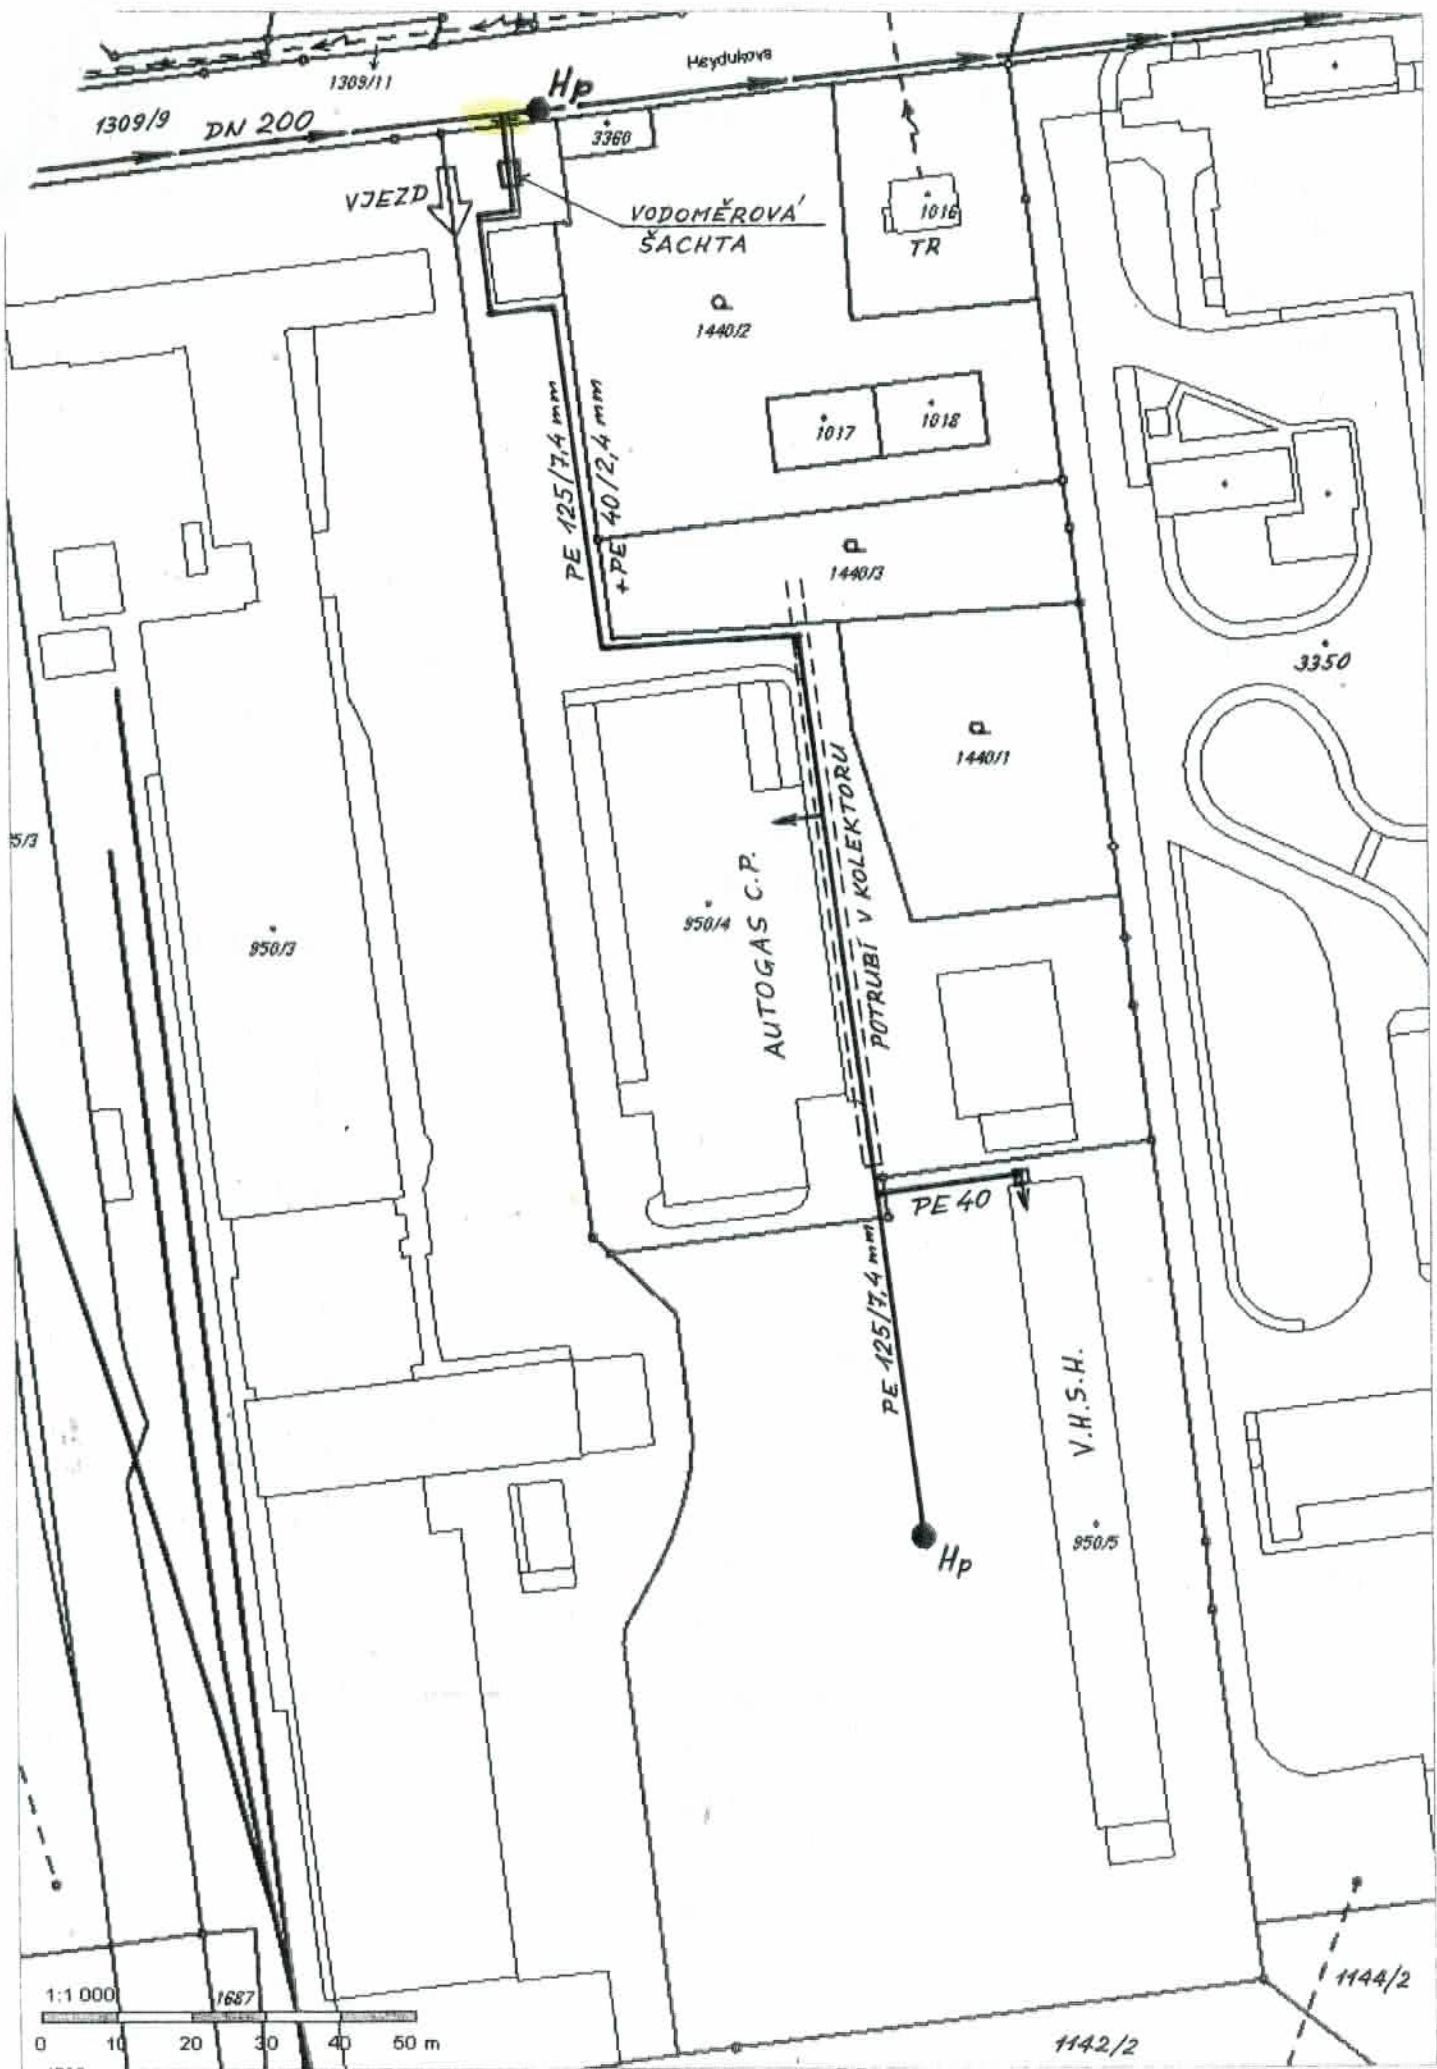 Heydukova
1309/11
Hp
1309/9
DN 200
3360
VJEZD
VODOMĚROVÁ
ŠACHTA
1016
TR
1440/2
1017
1018
PE 125/7,4 mm
+PE 40/2,4 mm
1440/3
3350
1440/1
POTRUBÍ V KOLEKTORU
950/4
AUTOGAS C.P.
950/3
PE 40
PE 125/7,4 mm
V.H.S.H.
950/5
Hp
1144/2
1:1 000
1687
0 10 20 30 40 50 m
1142/2